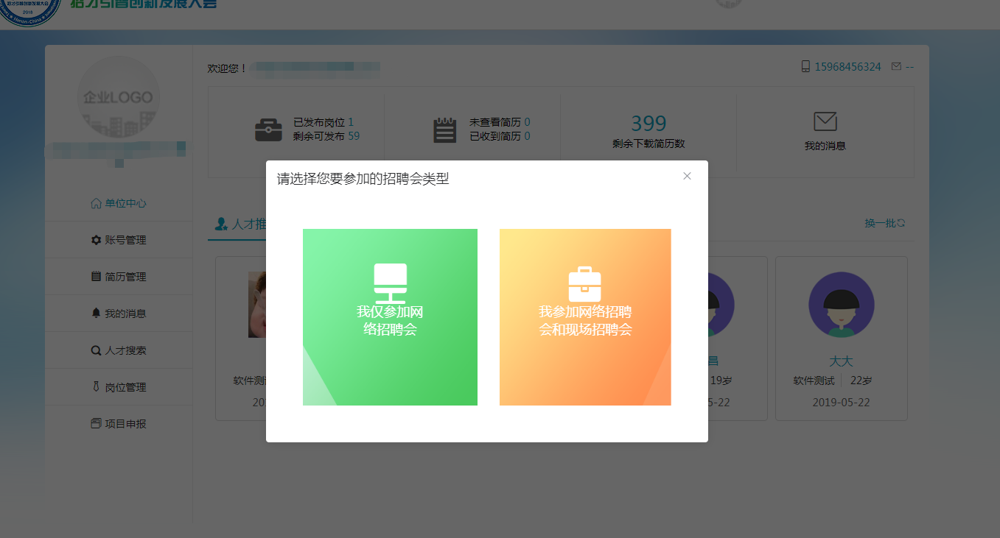 招才引智创新发展大会
2018
Henan·China
欢迎您！
15968456324
--
企业LOGO
已发布岗位 1
剩余可发布 59
未查看简历 0
已收到简历 0
399
剩余下载简历数
我的消息
请选择您要参加的招聘会类型
单位中心
账号管理
简历管理
我的消息
人才搜索
岗位管理
项目申报
人才推
换一批
我仅参加网
络招聘会
我参加网络招聘
会和现场招聘会
昌
大大
软件测
19岁
软件测试
22岁
20
5-22
2019-05-22